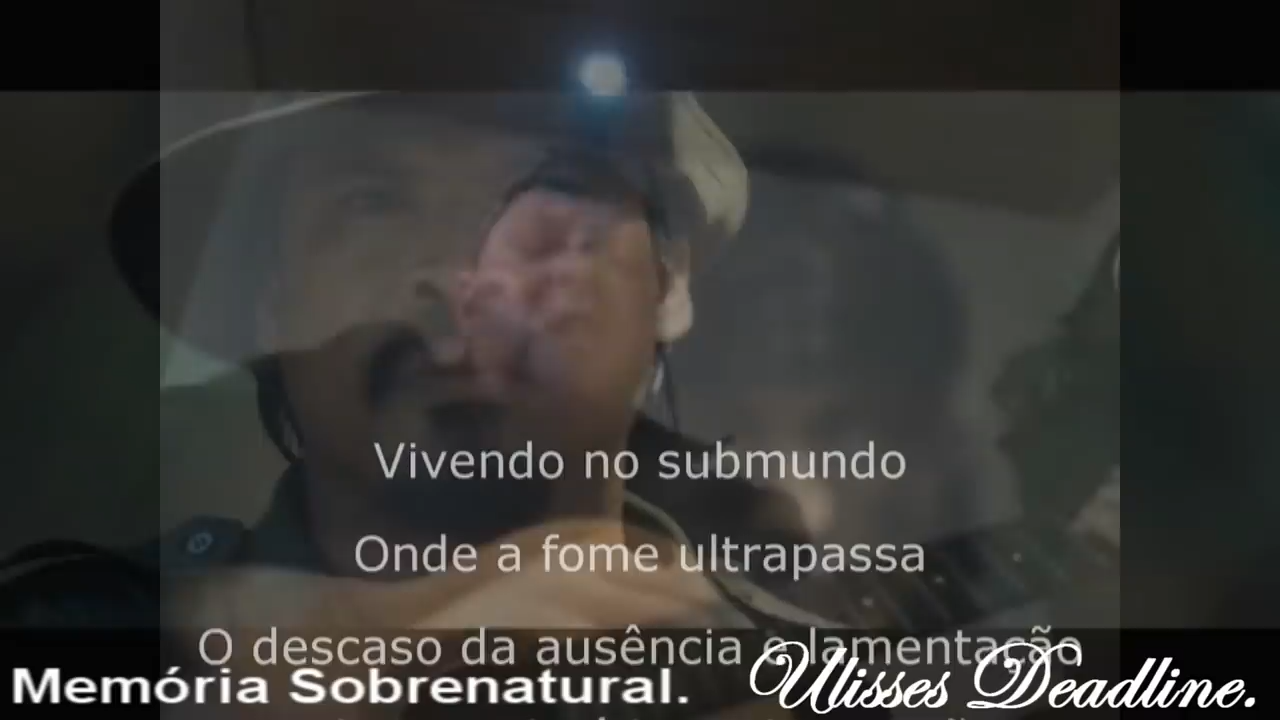 Vivendo no submundo
Onde a fome ultrapassa
O descaso da ausência e lamentação
Memória Sobrenatural.
Ulisses Deadline.